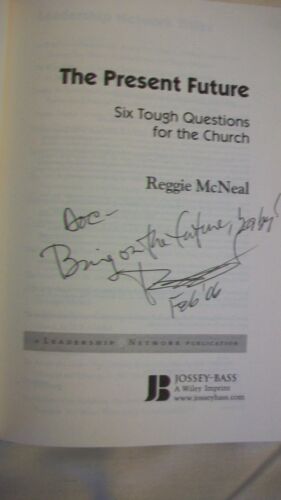 The Present Future
Six Tough Questions
for the Church
Reggie McNeal
Doc-
Bring on the future, baby!
Feb '06
A LEADERSHIP NETWORK PUBLICATION
JB JOSSEY-BASS
A Wiley Imprint
www.josseybass.com